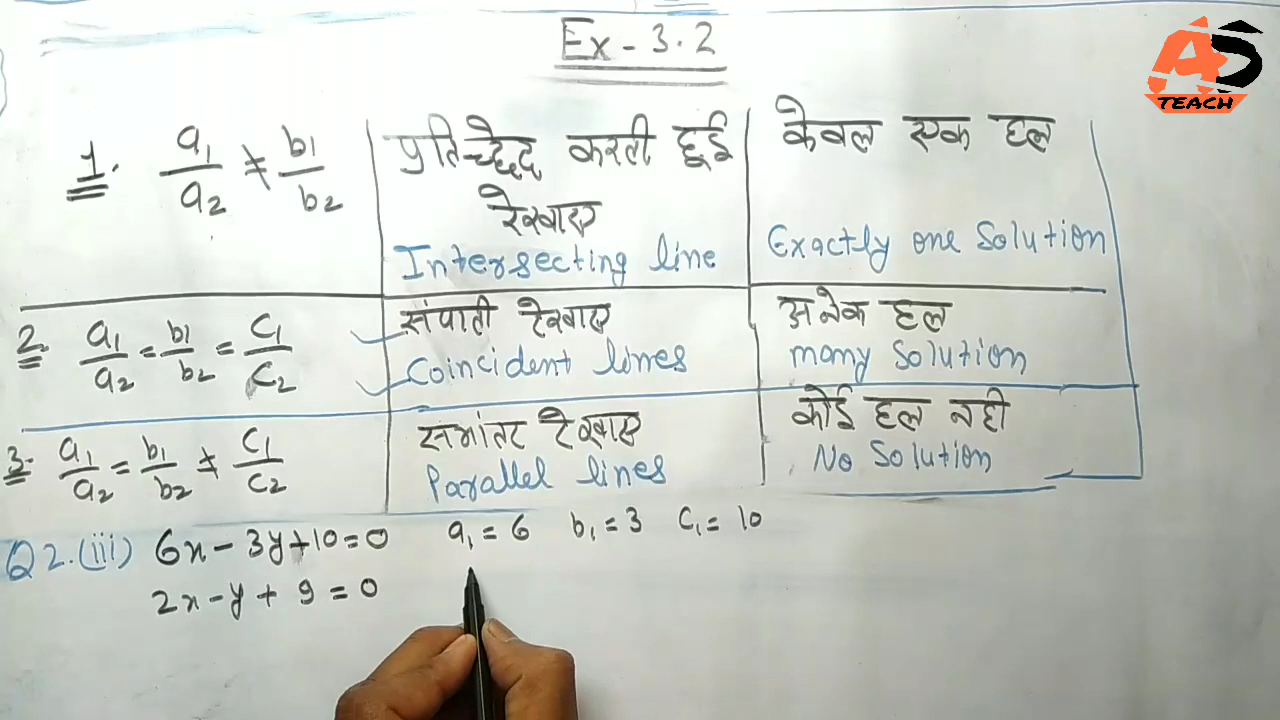 Ex - 3.2
AS
TEACH
1. a1/a2 ≠ b1/b2
प्रतिच्छेद करती हूई
रेखाए
Intersecting line
केवल एक हल
Exactly one Solution
2. a1/a2 = b1/b2 = C1/C2
संपाती रेखाए
Coincident lines
अनेक हल
many Solution
3. a1/a2 = b1/b2 ≠ C1/C2
समांतर रेखाए
Parallel lines
कोई हल नही
No Solution
Q2.(iii) 6x - 3y + 10 = 0 a1 = 6 b1 = 3 C1 = 10
2x - y + 9 = 0